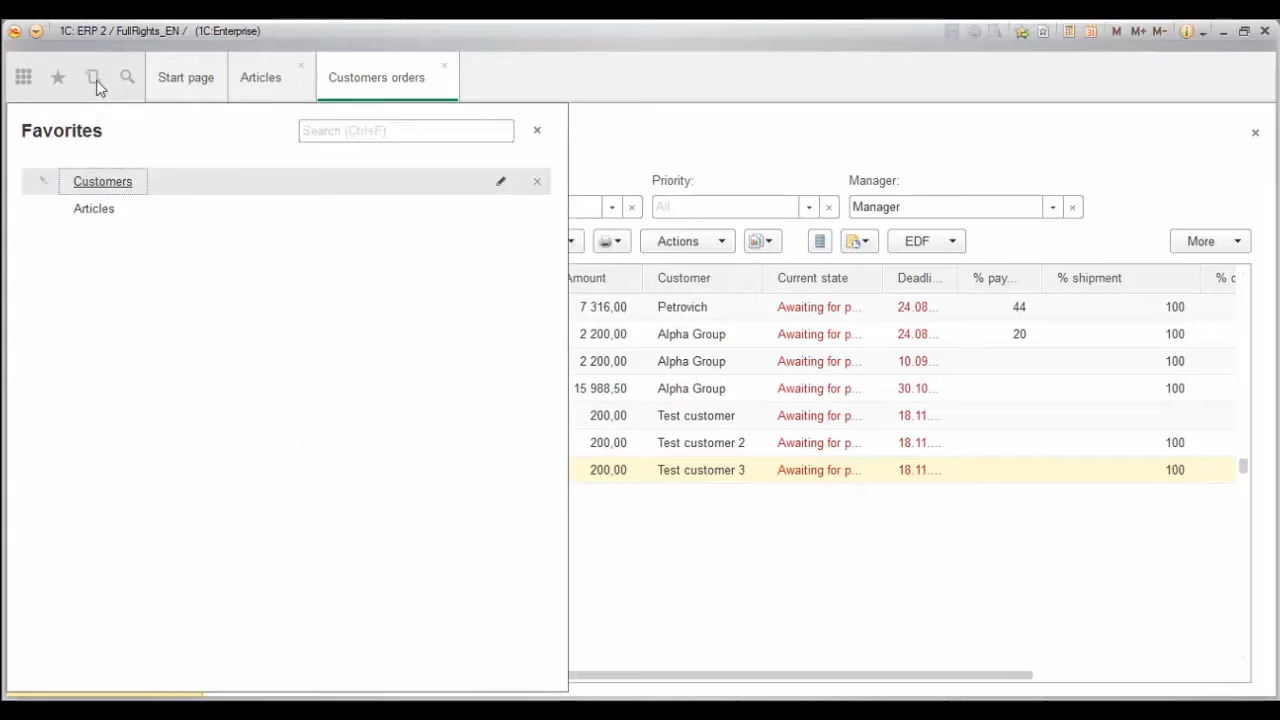 1C: ERP 2 / FullRights_EN / (1C:Enterprise)
M M+ M−
Start page Articles Customers orders
Favorites
Search (Ctrl+F)
Customers
Articles
Priority: Manager:
All Manager
Actions EDF More
Amount Customer Current state Deadli... % pay... % shipment %
7 316,00 Petrovich Awaiting for p... 24.08... 44 100
2 200,00 Alpha Group Awaiting for p... 24.08... 20 100
2 200,00 Alpha Group Awaiting for p... 10.09... 100
15 988,50 Alpha Group Awaiting for p... 30.10... 100
200,00 Test customer Awaiting for p... 18.11....
200,00 Test customer 2 Awaiting for p... 18.11.... 100
200,00 Test customer 3 Awaiting for p... 18.11.... 100